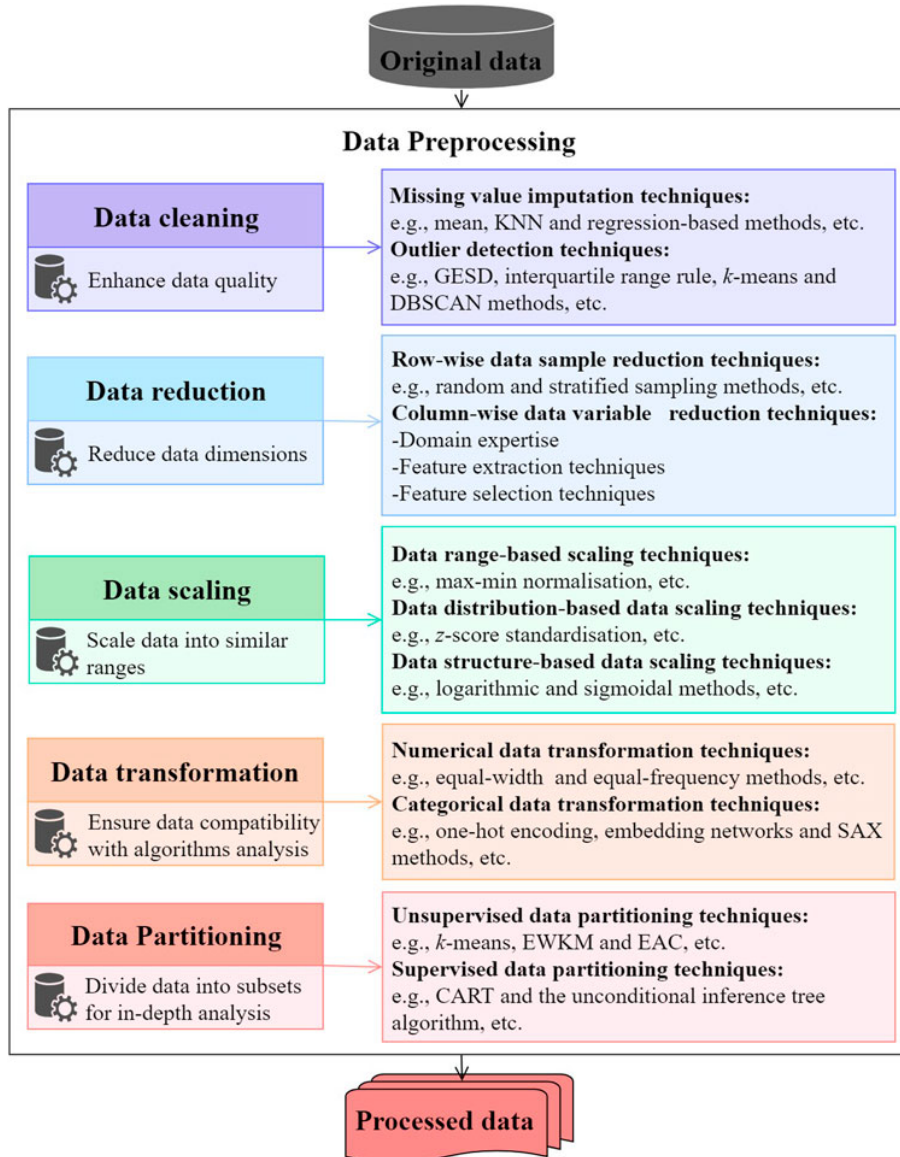 Original data
Data Preprocessing
Data cleaning
Enhance data quality
Missing value imputation techniques:
e.g., mean, KNN and regression-based methods, etc.
Outlier detection techniques:
e.g., GESD, interquartile range rule, k-means and
DBSCAN methods, etc.
Data reduction
Reduce data dimensions
Row-wise data sample reduction techniques:
e.g., random and stratified sampling methods, etc.
Column-wise data variable reduction techniques:
-Domain expertise
-Feature extraction techniques
-Feature selection techniques
Data scaling
Scale data into similar
ranges
Data range-based scaling techniques:
e.g., max-min normalisation, etc.
Data distribution-based data scaling techniques:
e.g., z-score standardisation, etc.
Data structure-based data scaling techniques:
e.g., logarithmic and sigmoidal methods, etc.
Data transformation
Ensure data compatibility
with algorithms analysis
Numerical data transformation techniques:
e.g., equal-width and equal-frequency methods, etc.
Categorical data transformation techniques:
e.g., one-hot encoding, embedding networks and SAX
methods, etc.
Data Partitioning
Divide data into subsets
for in-depth analysis
Unsupervised data partitioning techniques:
e.g., k-means, EWKM and EAC, etc.
Supervised data partitioning techniques:
e.g., CART and the unconditional inference tree
algorithm, etc.
Processed data